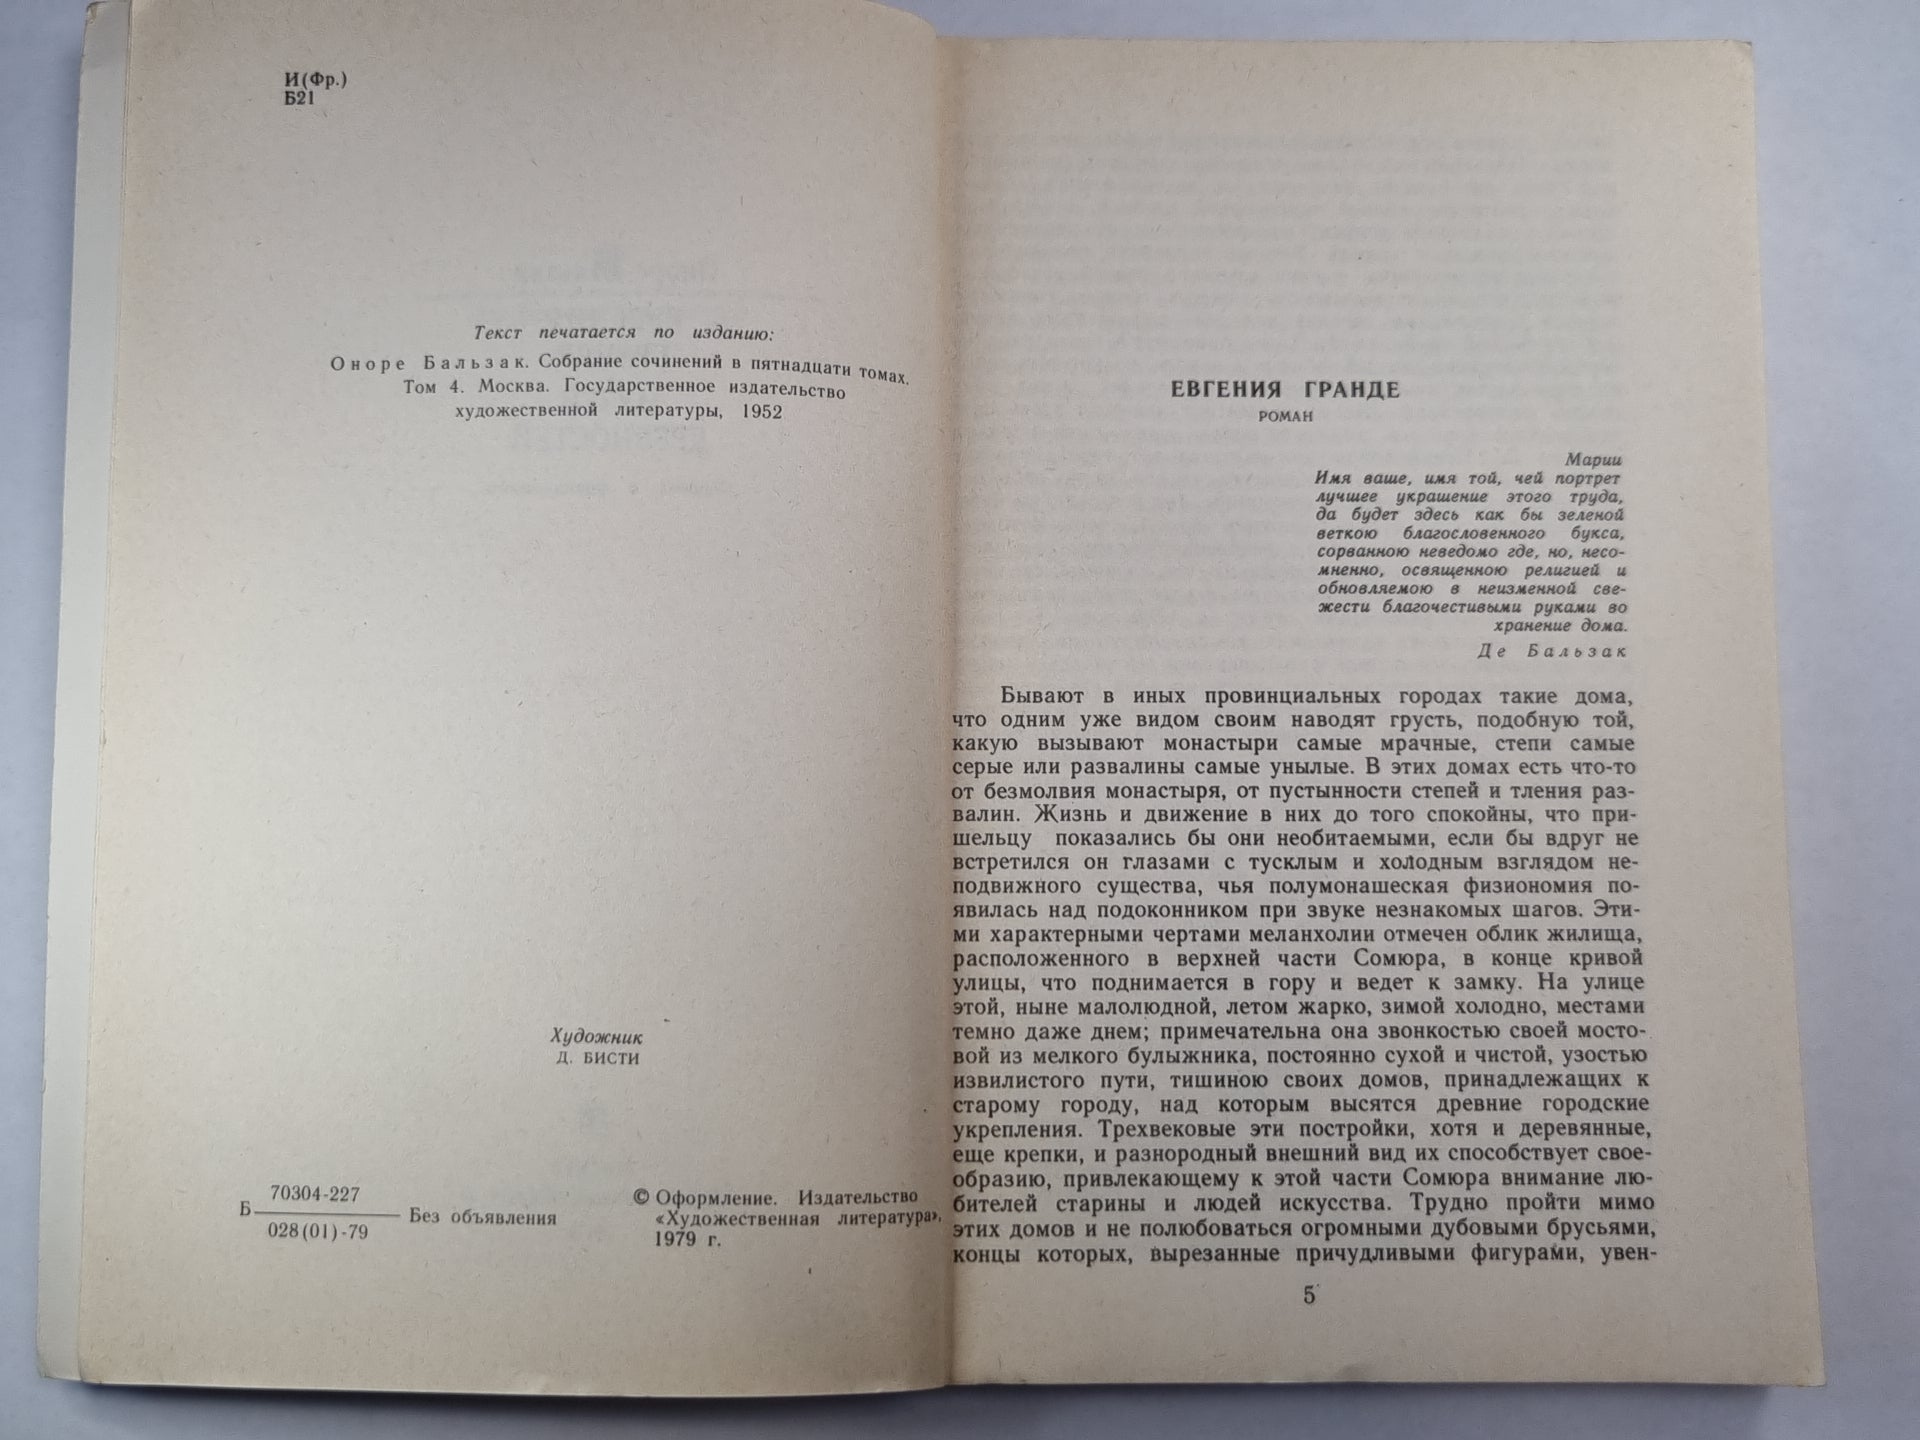 И(Фр.)
Б21
Текст печатается по изданию:
Оноре Бальзак. Собрание сочинений в пятнадцати томах.
Том 4. Москва. Государственное издательство
художественной литературы, 1952
Художник
Д. БИСТИ
Б 70304-227
028(01)-79
Без объявления
© Оформление. Издательство
«Художественная литература»,
1979 г.
ЕВГЕНИЯ ГРАНДЕ
РОМАН
Марии
Имя ваше, имя той, чей портрет
лучшее украшение этого труда,
да будет здесь как бы зеленой
веткою благословенного букса,
сорванною неведомо где, но, несо-
мненно, освященною религией и
обновляемою в неизменной све-
жести благочестивыми руками во
хранение дома.
Де Бальзак
Бывают в иных провинциальных городах такие дома,
что одним уже видом своим наводят грусть, подобную той,
какую вызывают монастыри самые мрачные, степи самые
серые или развалины самые унылые. В этих домах есть что-то
от безмолвия монастыря, от пустынности степей и тления раз-
валин. Жизнь и движение в них до того спокойны, что при-
шельцу показались бы они необитаемыми, если бы вдруг не
встретился он глазами с тусклым и холодным взглядом не-
подвижного существа, чья полумонашеская физиономия по-
явилась над подоконником при звуке незнакомых шагов. Эти-
ми характерными чертами меланхолии отмечен облик жилища,
расположенного в верхней части Сомюра, в конце кривой
улицы, что поднимается в гору и ведет к замку. На улице
этой, ныне малолюдной, летом жарко, зимой холодно, местами
темно даже днем; примечательна она звонкостью своей мосто-
вой из мелкого булыжника, постоянно сухой и чистой, узостью
извилистого пути, тишиною своих домов, принадлежащих к
старому городу, над которым высятся древние городские
укрепления. Трехвековые эти постройки, хотя и деревянные,
еще крепки, и разнородный внешний вид их способствует свое-
образию, привлекающему к этой части Сомюра внимание лю-
бителей старины и людей искусства. Трудно пройти мимо
этих домов и не полюбоваться огромными дубовыми брусьями,
концы которых, вырезанные причудливыми фигурами, увен-
5